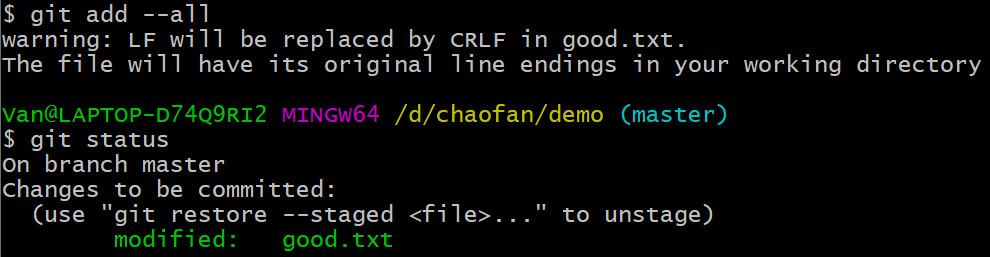 $ git add --all
warning: LF will be replaced by CRLF in good.txt.
The file will have its original line endings in your working directory
Van@LAPTOP-D74Q9RI2 MINGW64 /d/chaofan/demo (master)
$ git status
On branch master
Changes to be committed:
  (use "git restore --staged <file>..." to unstage)
        modified:   good.txt